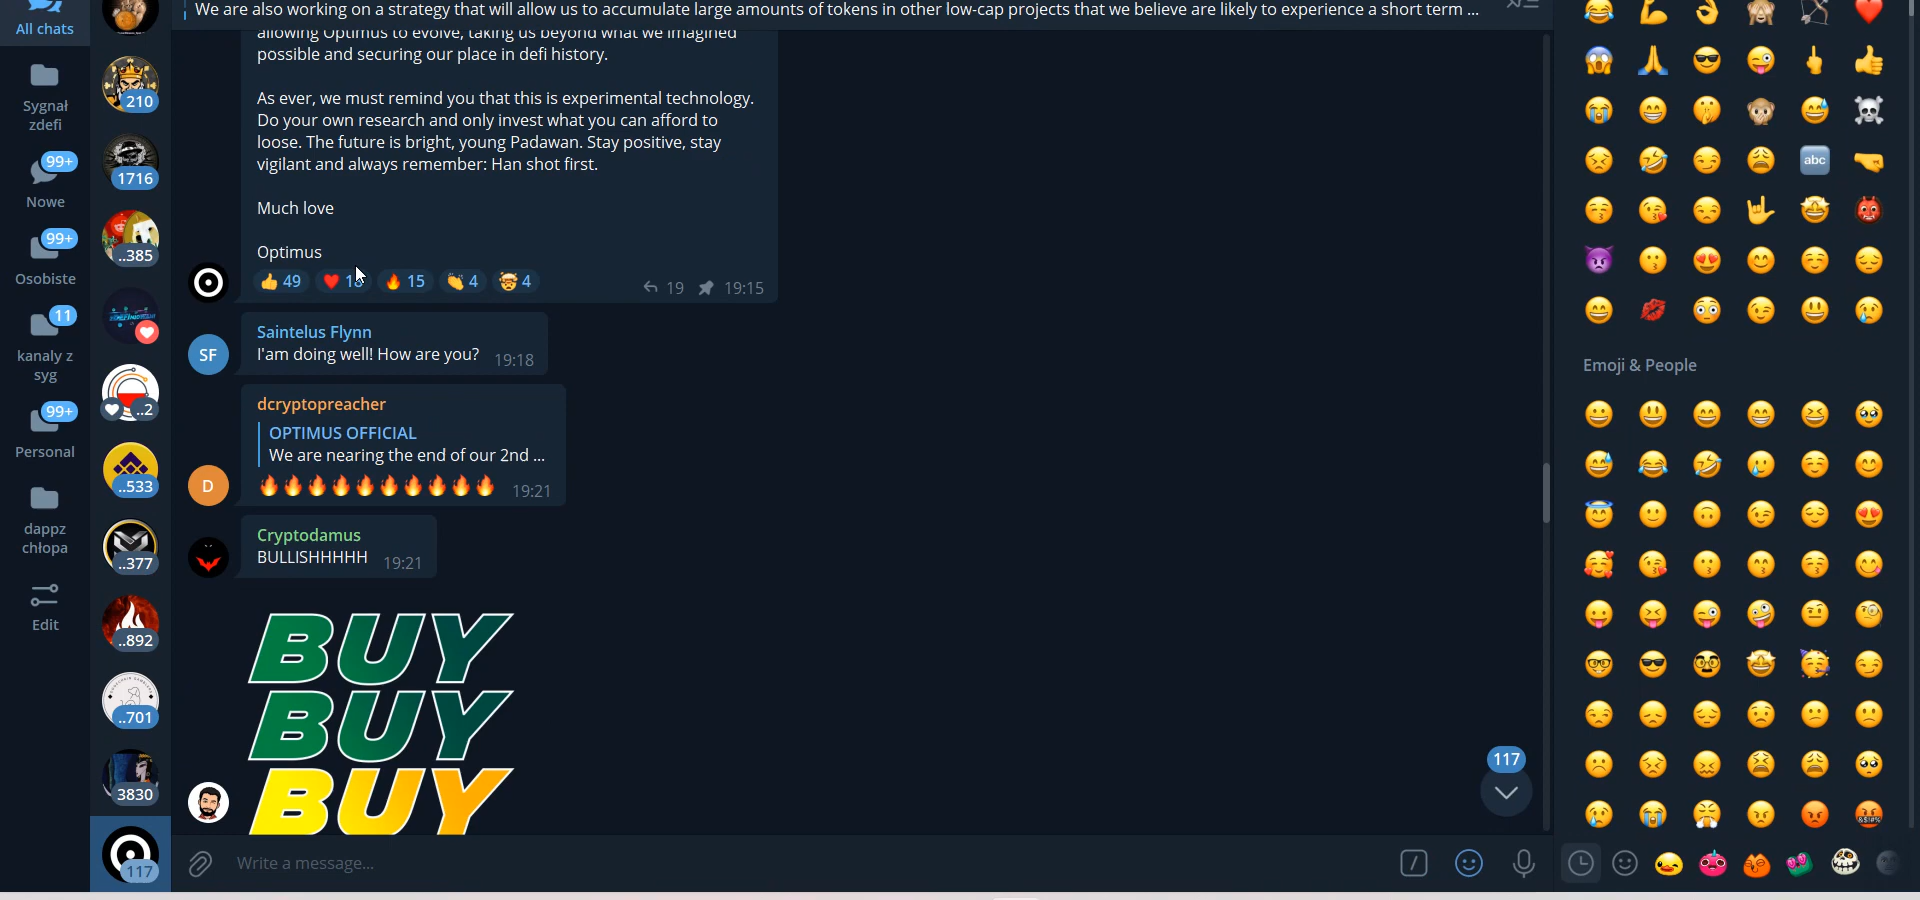 We are also working on a strategy that will allow us to accumulate large amounts of tokens in other low-cap projects that we believe are likely to experience a short term ...
All chats
Sygnał
zdefi
99+
Nowe
99+
Osobiste
11
kanaly z
syg
99+
Personal
dappz
chłopa
Edit
210
1716
..385
..2
..533
..377
..892
..701
3830
117
allowing Optimus to evolve, taking us beyond what we imagined
possible and securing our place in defi history.
As ever, we must remind you that this is experimental technology.
Do your own research and only invest what you can afford to
loose. The future is bright, young Padawan. Stay positive, stay
vigilant and always remember: Han shot first.
Much love
Optimus
49
15
4
4
19
19:15
SF
Saintelus Flynn
I'am doing well! How are you?
19:18
dcryptopreacher
OPTIMUS OFFICIAL
We are nearing the end of our 2nd ...
19:21
D
Cryptodamus
BULLISHHHHH
19:21
BUY
BUY
BUY
117
Write a message...
abc
Emoji & People